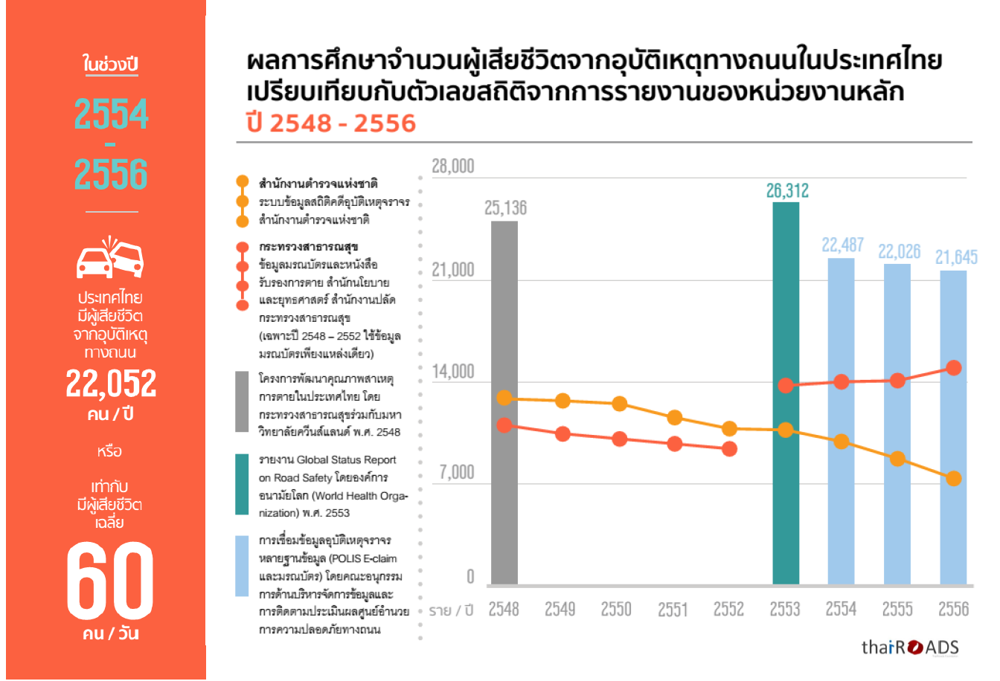 ในช่วงปี
2554
-
2556
ประเทศไทย
มีผู้เสียชีวิต
จากอุบัติเหตุ
ทางถนน
22,052
คน / ปี
หรือ
เท่ากับ
มีผู้เสียชีวิต
เฉลี่ย
60
คน / วัน
ผลการศึกษาจำนวนผู้เสียชีวิตจากอุบัติเหตุทางถนนในประเทศไทย
เปรียบเทียบกับตัวเลขสถิติจากการรายงานของหน่วยงานหลัก
ปี 2548 - 2556
สำนักงานตำรวจแห่งชาติ
ระบบข้อมูลสถิติคดีอุบัติเหตุจราจร
สำนักงานตำรวจแห่งชาติ
กระทรวงสาธารณสุข
ข้อมูลมรณบัตรและหนังสือ
รับรองการตาย สำนักนโยบาย
และยุทธศาสตร์ สำนักงานปลัด
กระทรวงสาธารณสุข
(เฉพาะปี 2548 – 2552 ใช้ข้อมูล
มรณบัตรเพียงแหล่งเดียว)
โครงการพัฒนาคุณภาพสาเหตุ
การตายในประเทศไทย โดย
กระทรวงสาธารณสุขร่วมกับมหา
วิทยาลัยควีนส์แลนด์ พ.ศ. 2548
รายงาน Global Status Report
on Road Safety โดยองค์การ
อนามัยโลก (World Health Orga-
nization) พ.ศ. 2553
การเชื่อมข้อมูลอุบัติเหตุจราจร
หลายฐานข้อมูล (POLIS E-claim
และมรณบัตร) โดยคณะอนุกรรม
การด้านบริหารจัดการข้อมูลและ
การติดตามประเมินผลศูนย์อำนวย
การความปลอดภัยทางถนน
28,000
21,000
14,000
7,000
0
25,136
26,312
22,487
22,026
21,645
ราย / ปี
2548
2549
2550
2551
2552
2553
2554
2555
2556
thaiROADS